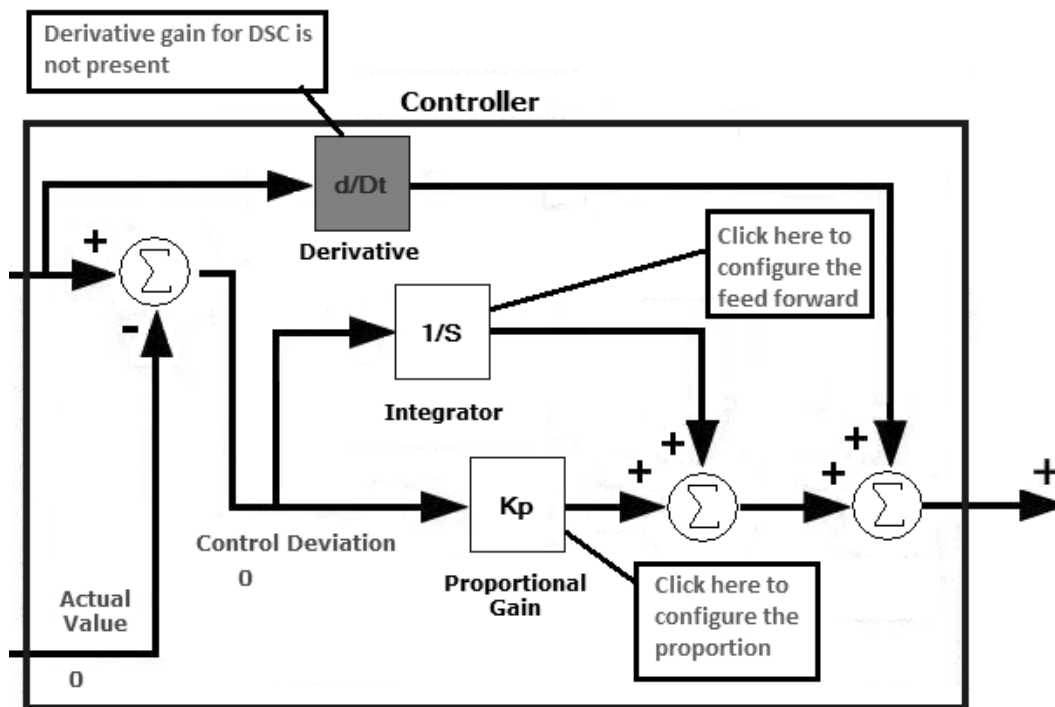 Derivative gain for DSC is
not present
Controller
d/Dt
Derivative
Click here to
configure the
feed forward
+
Σ
-
1/S
Integrator
+
+
+
+
+
Kp
Σ
Σ
Control Deviation
0
Proportional
Gain
Click here to
configure the
proportion
Actual
Value
0